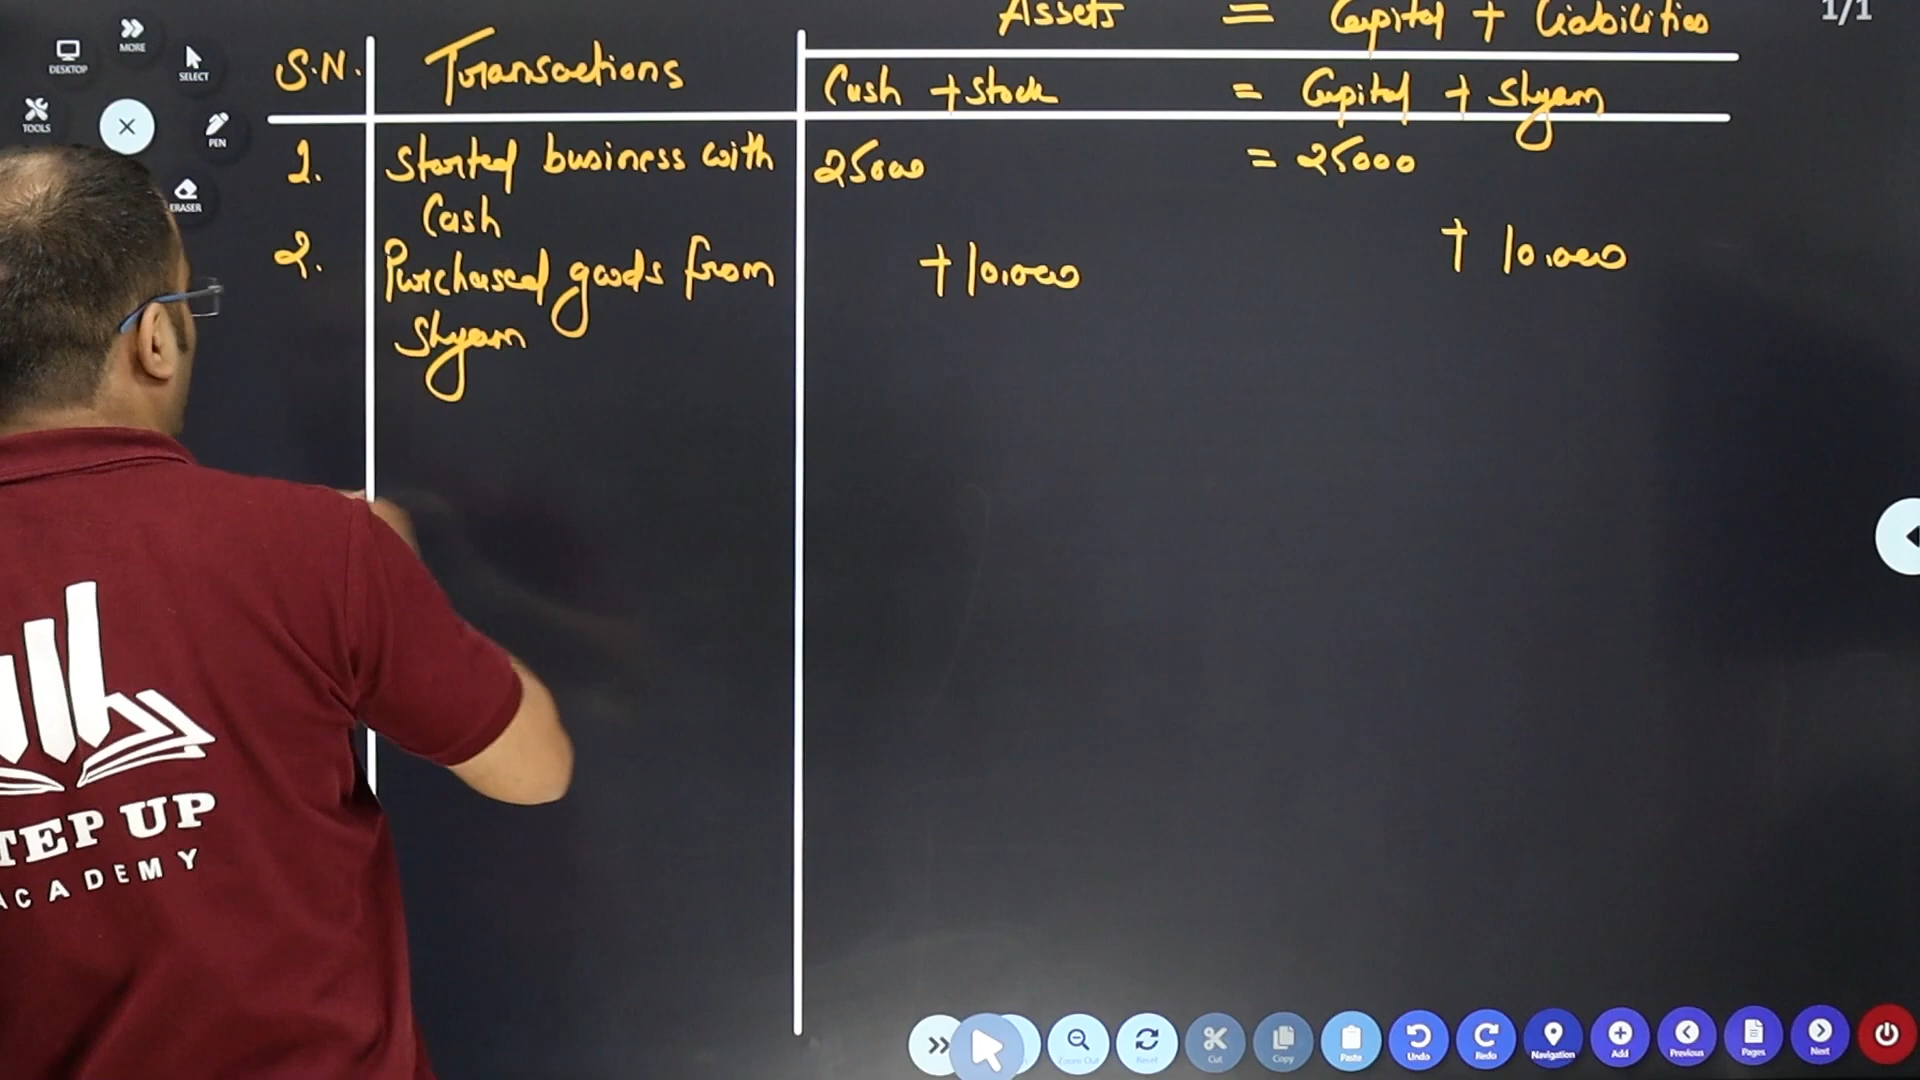 Assets = Capital + Liabilities
1/1
S.N. Transactions
Cash + Stock = Capital + Shyam
1. Started business with 25000 = 25000
Cash
2. Purchased goods from + 10,000 + 10,000
Shyam
DESKTOP
MORE
SELECT
TOOLS
PEN
ERASER
TEP UP
ACADEMY
Zoom Out
Reset
Cut
Copy
Paste
Undo
Redo
Navigation
Add
Previous
Pages
Next